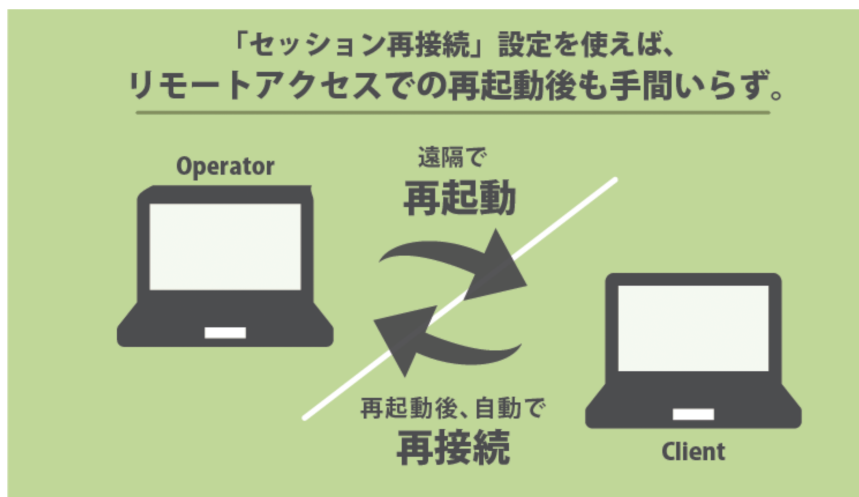 「セッション再接続」設定を使えば、
リモートアクセスでの再起動後も手間いらず。
Operator
遠隔で
再起動
再起動後、自動で
再接続
Client